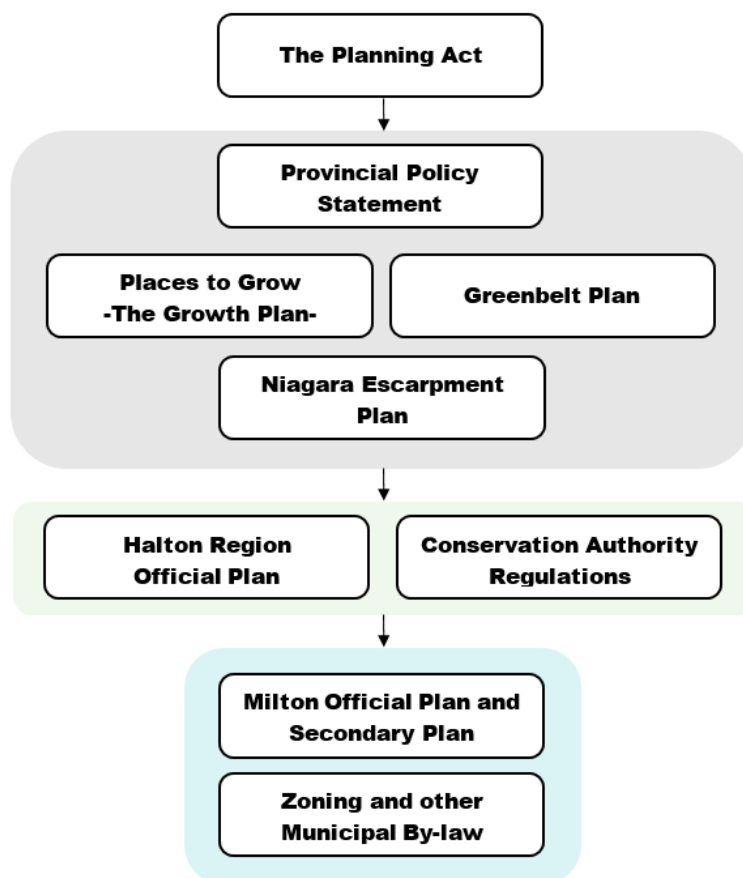 The Planning Act
Provincial Policy
Statement
Places to Grow
-The Growth Plan-
Greenbelt Plan
Niagara Escarpment
Plan
Halton Region
Official Plan
Conservation Authority
Regulations
Milton Official Plan and
Secondary Plan
Zoning and other
Municipal By-law